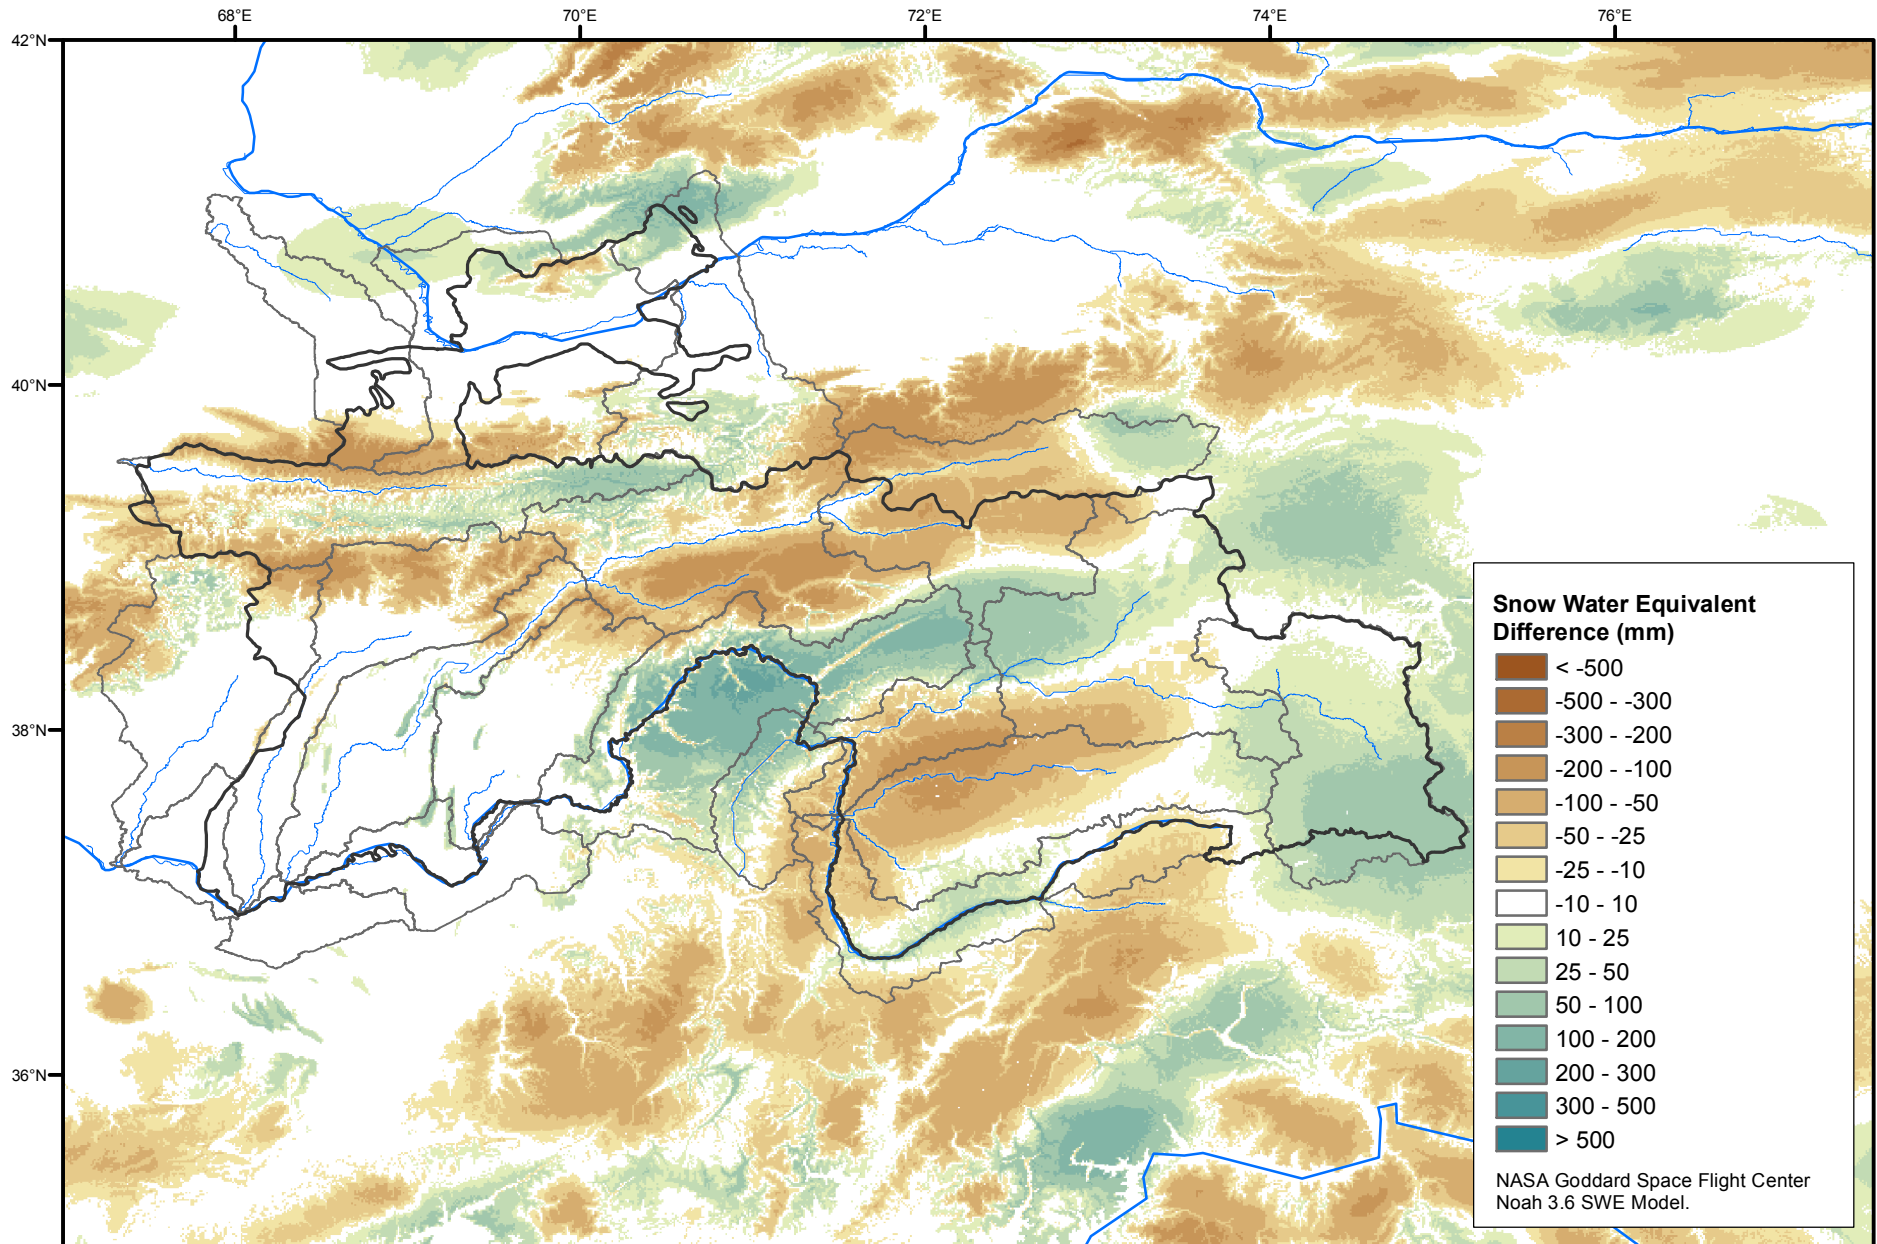 68°E 70°E 72°E 74°E 76°E
42°N
40°N
38°N
36°N
Snow Water Equivalent
Difference (mm)
< -500
-500 - -300
-300 - -200
-200 - -100
-100 - -50
-50 - -25
-25 - -10
-10 - 10
10 - 25
25 - 50
50 - 100
100 - 200
200 - 300
300 - 500
> 500
NASA Goddard Space Flight Center
Noah 3.6 SWE Model.